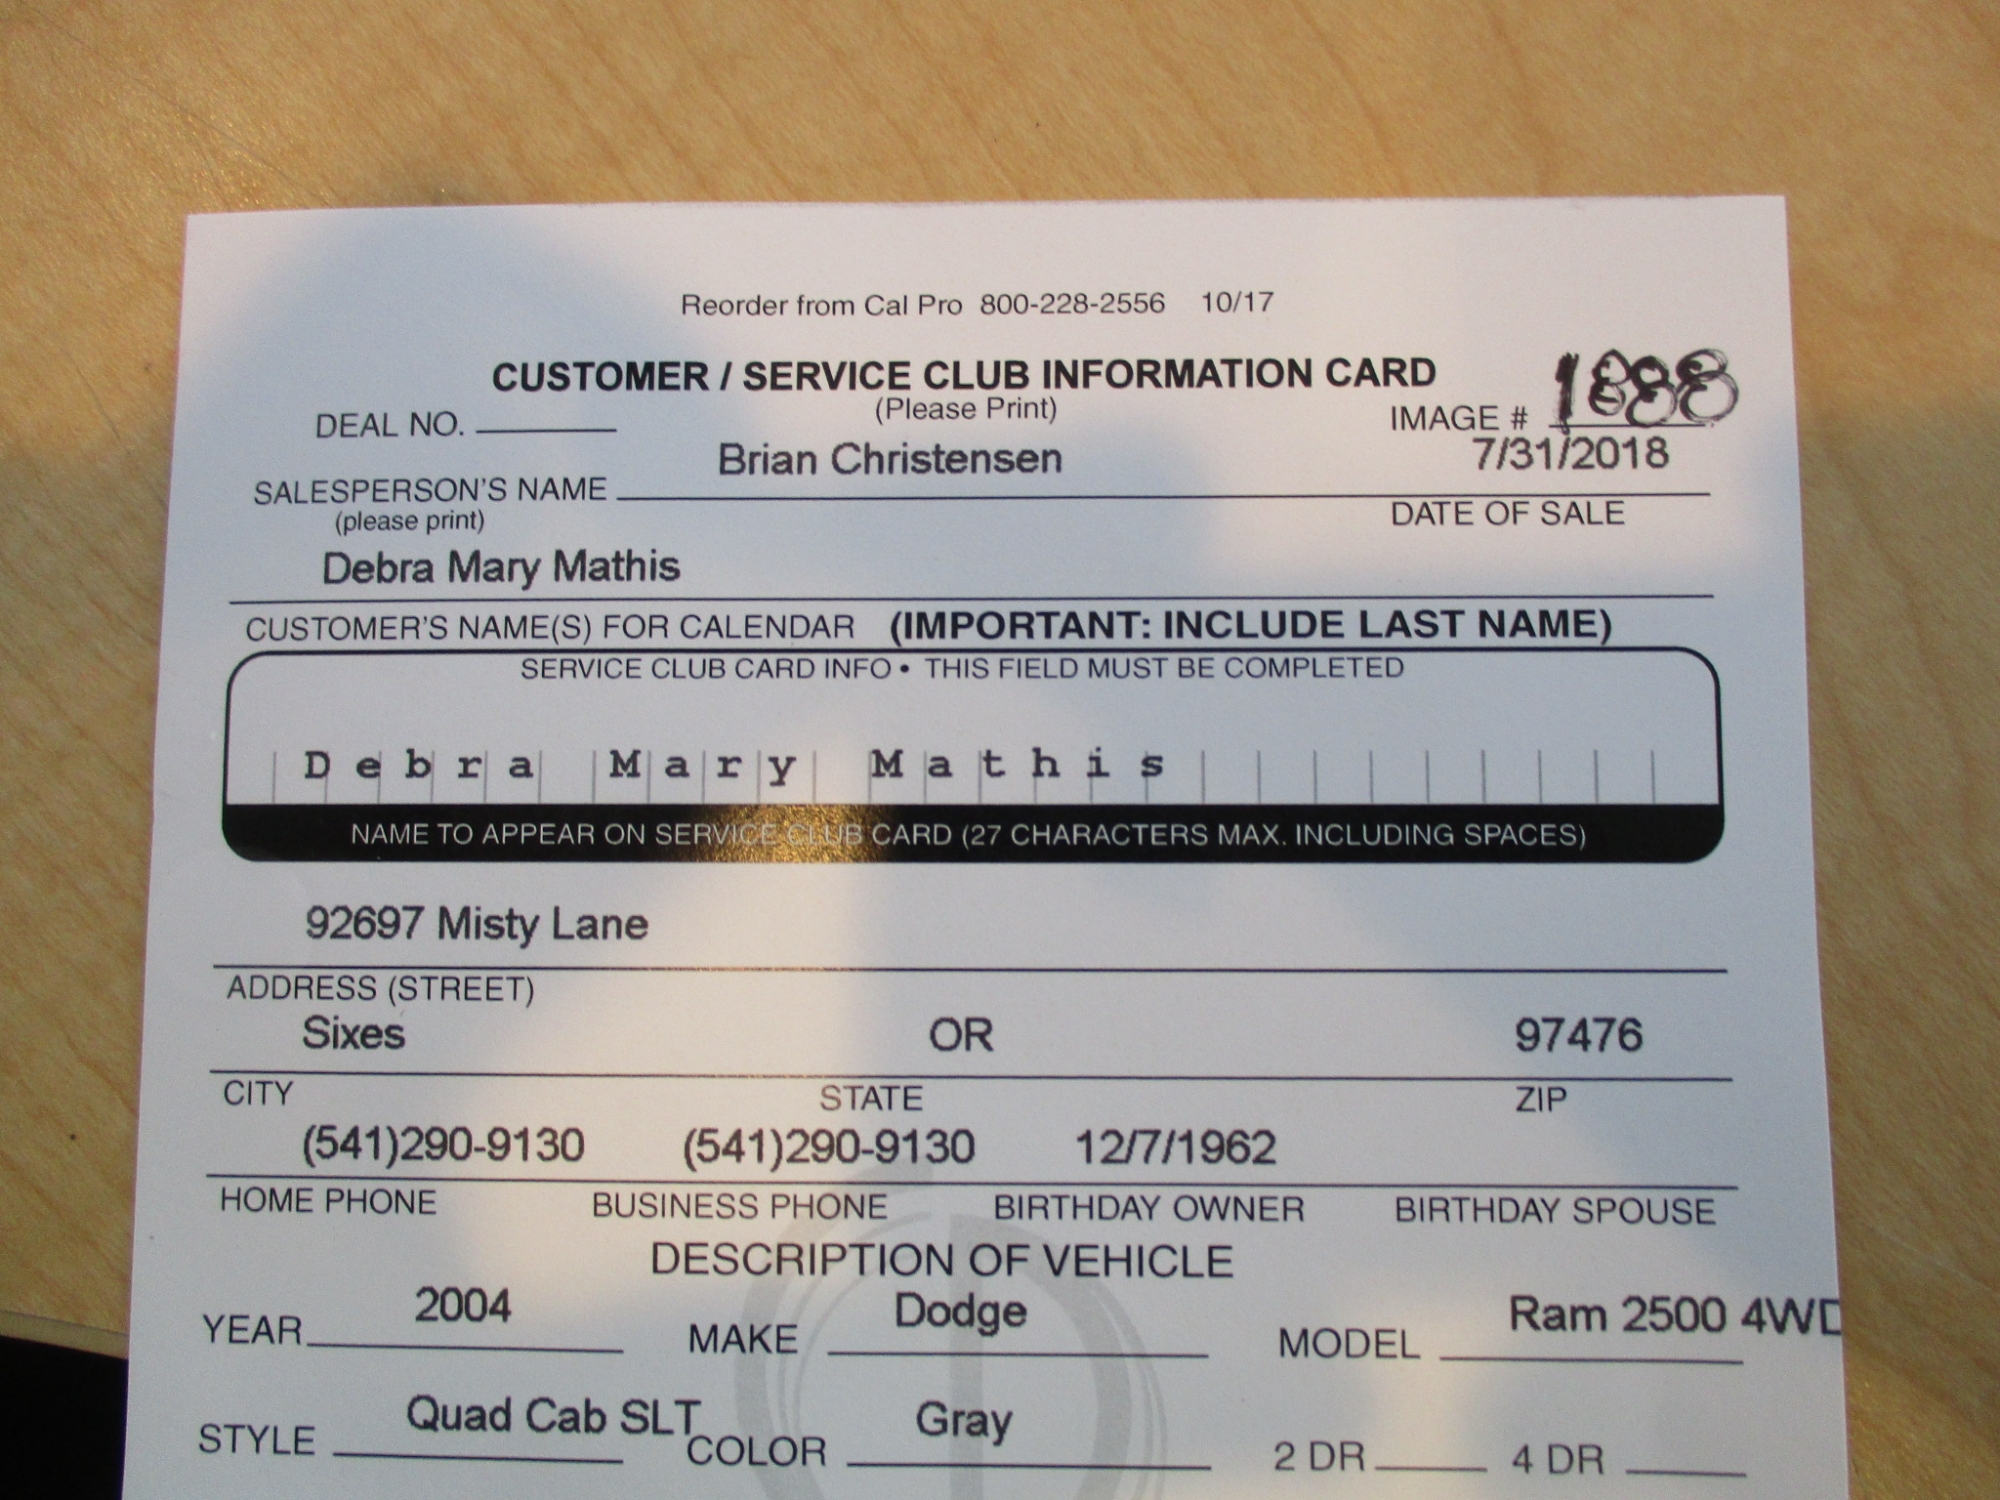 Reorder from Cal Pro 800-228-2556 10/17
CUSTOMER / SERVICE CLUB INFORMATION CARD
(Please Print)
DEAL NO.
IMAGE # 1888
Brian Christensen 7/31/2018
SALESPERSON'S NAME DATE OF SALE
(please print)
Debra Mary Mathis
CUSTOMER'S NAME(S) FOR CALENDAR (IMPORTANT: INCLUDE LAST NAME)
SERVICE CLUB CARD INFO • THIS FIELD MUST BE COMPLETED
Debra Mary Mathis
NAME TO APPEAR ON SERVICE CLUB CARD (27 CHARACTERS MAX. INCLUDING SPACES)
92697 Misty Lane
ADDRESS (STREET)
Sixes OR 97476
CITY STATE ZIP
(541)290-9130 (541)290-9130 12/7/1962
HOME PHONE BUSINESS PHONE BIRTHDAY OWNER BIRTHDAY SPOUSE
DESCRIPTION OF VEHICLE
YEAR 2004 MAKE Dodge MODEL Ram 2500 4WD
STYLE Quad Cab SLT COLOR Gray 2 DR 4 DR